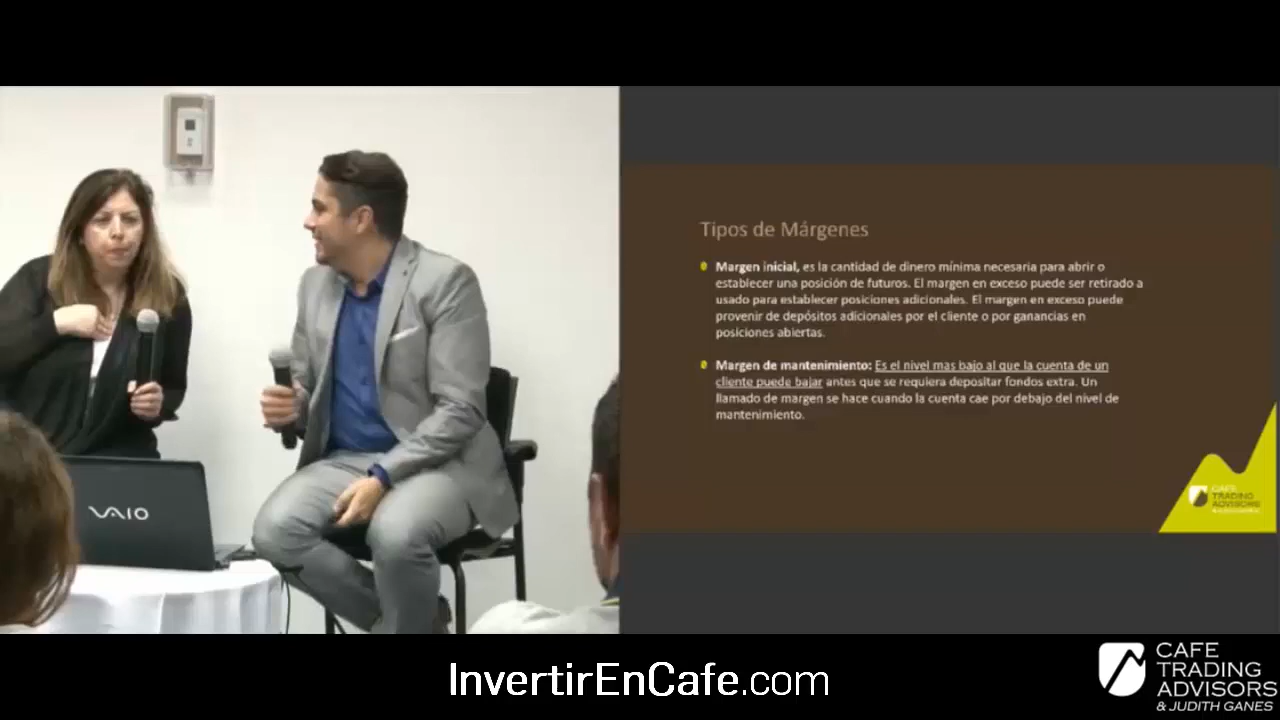 VAIO
Tipos de Márgenes
Margen inicial, es la cantidad de dinero mínima necesaria para abrir o
establecer una posición de futuros. El margen en exceso puede ser retirado a
usado para establecer posiciones adicionales. El margen en exceso puede
provenir de depósitos adicionales por el cliente o por ganancias en
posiciones abiertas.
Margen de mantenimiento: Es el nivel mas bajo al que la cuenta de un
cliente puede bajar antes que se requiera depositar fondos extra. Un
llamado de margen se hace cuando la cuenta cae por debajo del nivel de
mantenimiento.
CAFE
TRADING
ADVISORS
& JUDITH GANES
InvertirEnCafe.com
CAFE
TRADING
ADVISORS
& JUDITH GANES